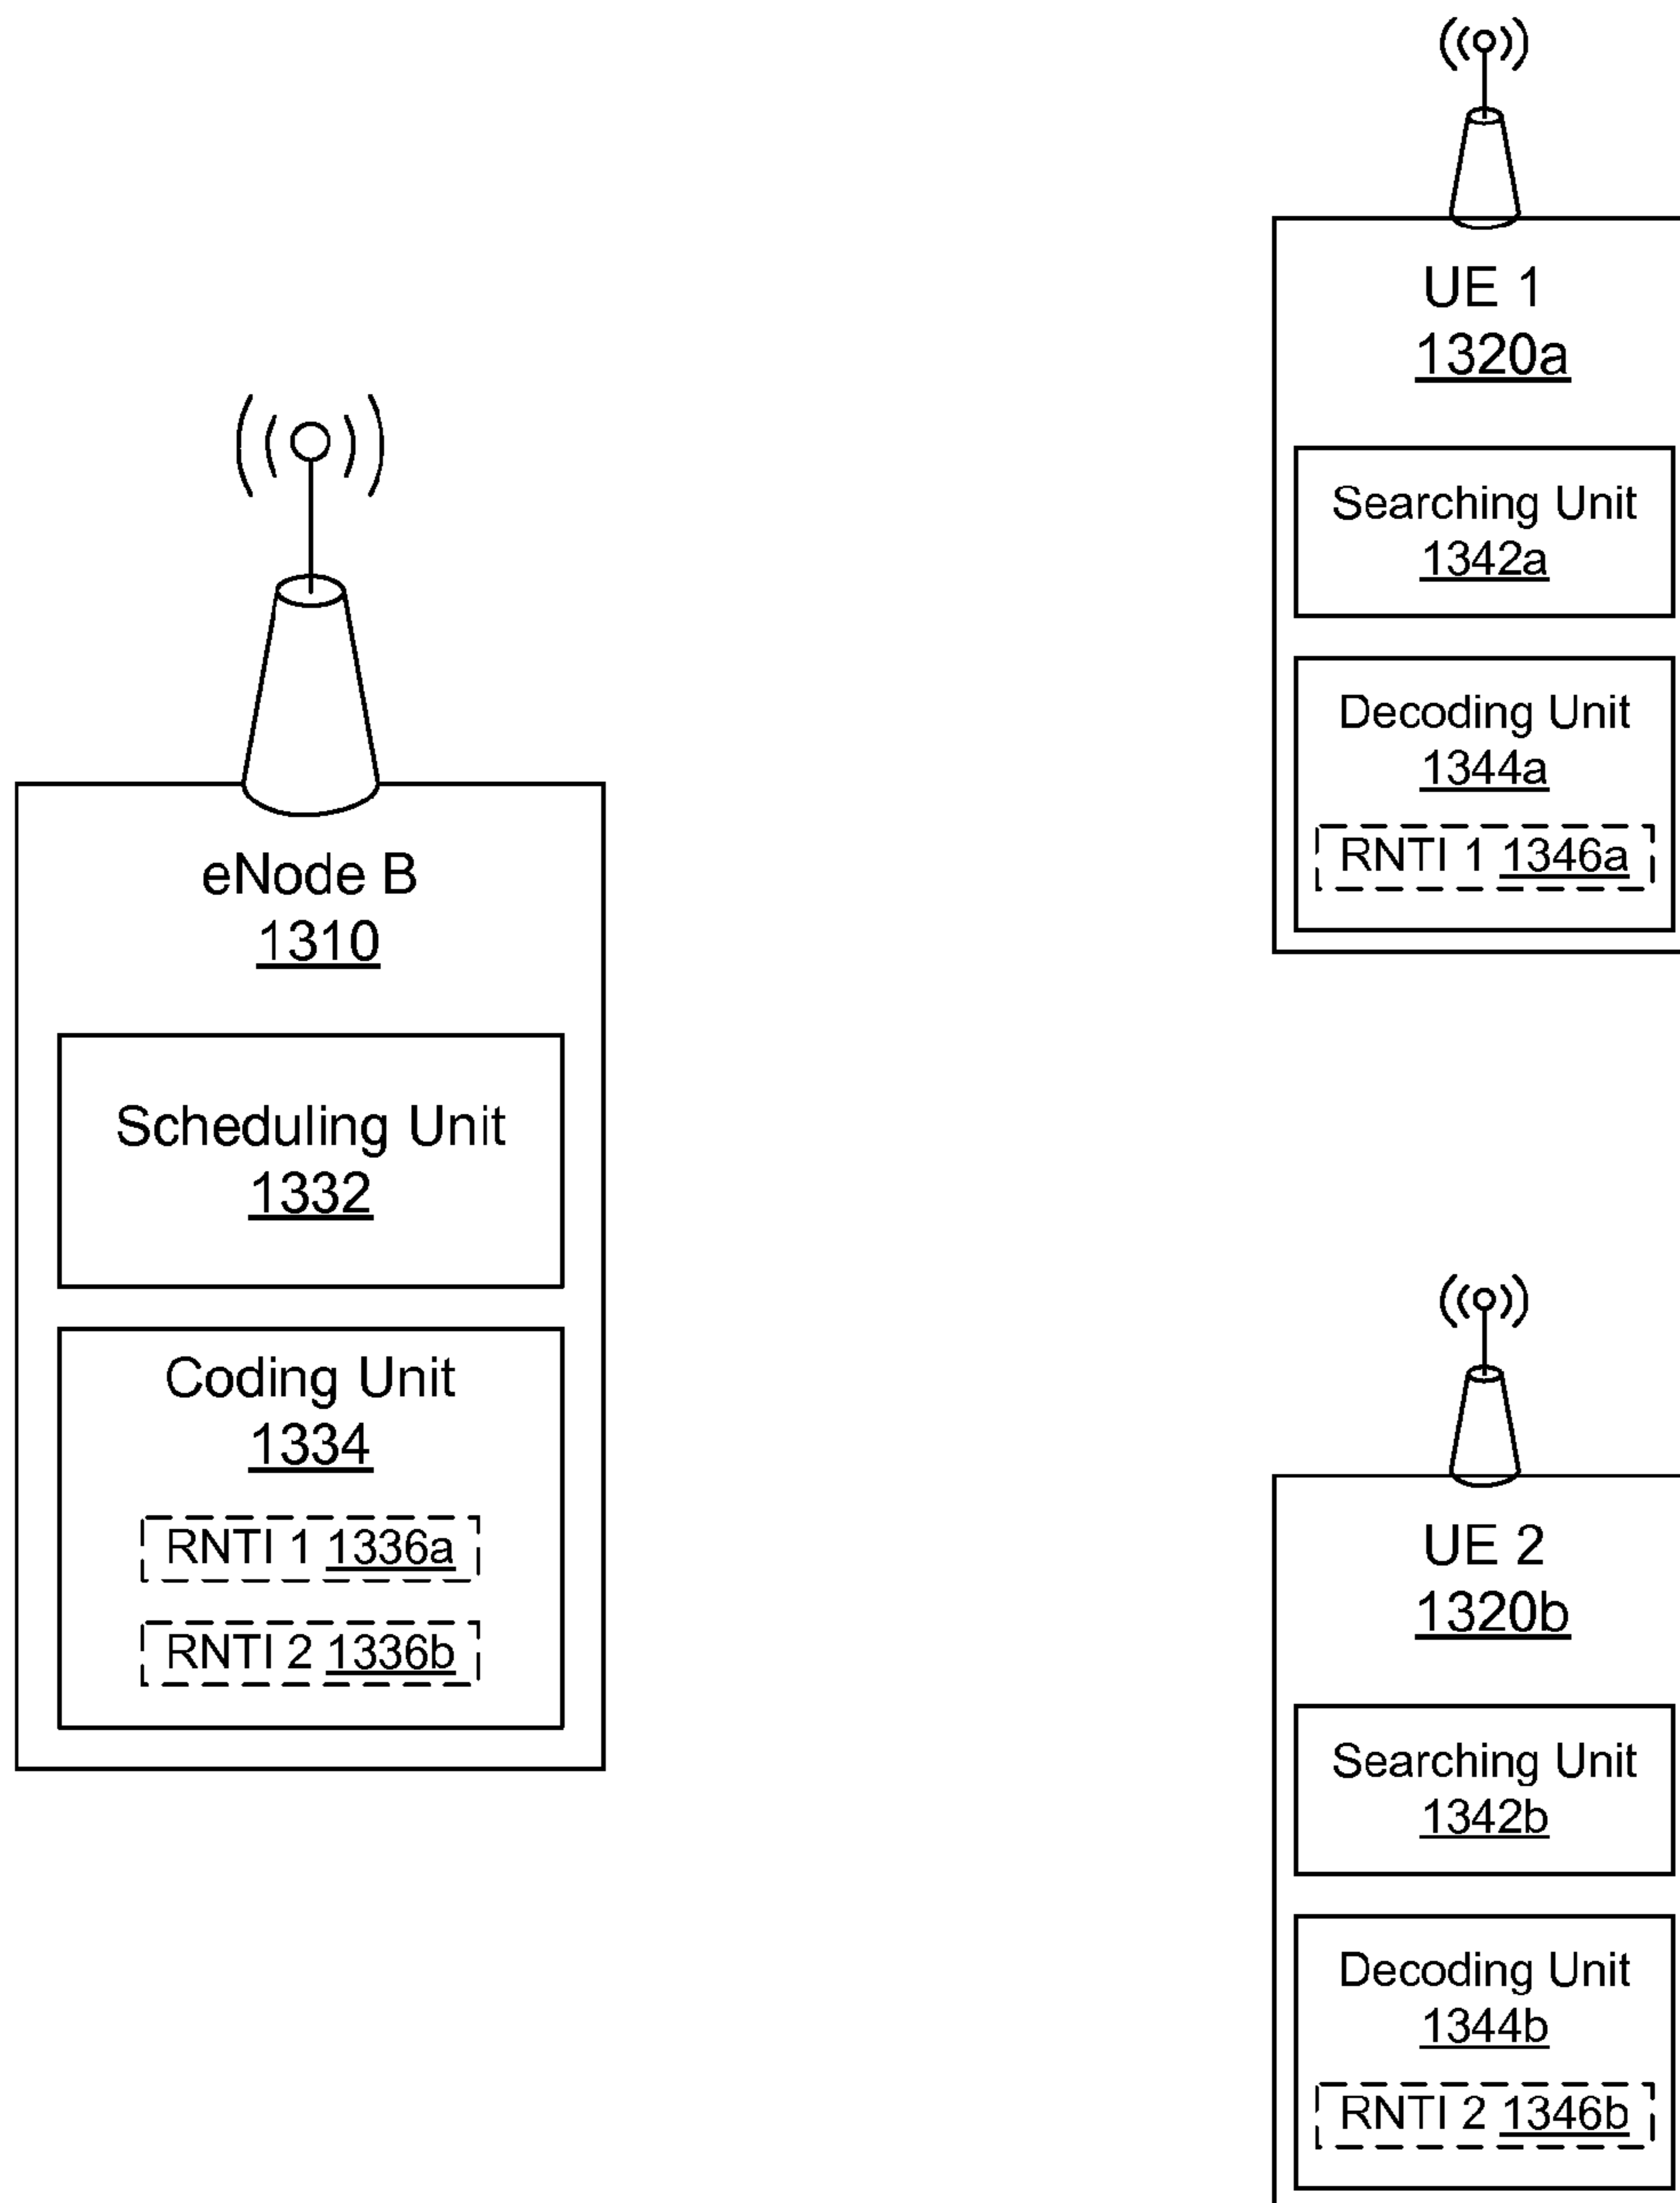 eNode B
1310
Scheduling Unit
1332
Coding Unit
1334
RNTI 1 1336a
RNTI 2 1336b
UE 1
1320a
Searching Unit
1342a
Decoding Unit
1344a
RNTI 1 1346a
UE 2
1320b
Searching Unit
1342b
Decoding Unit
1344b
RNTI 2 1346b